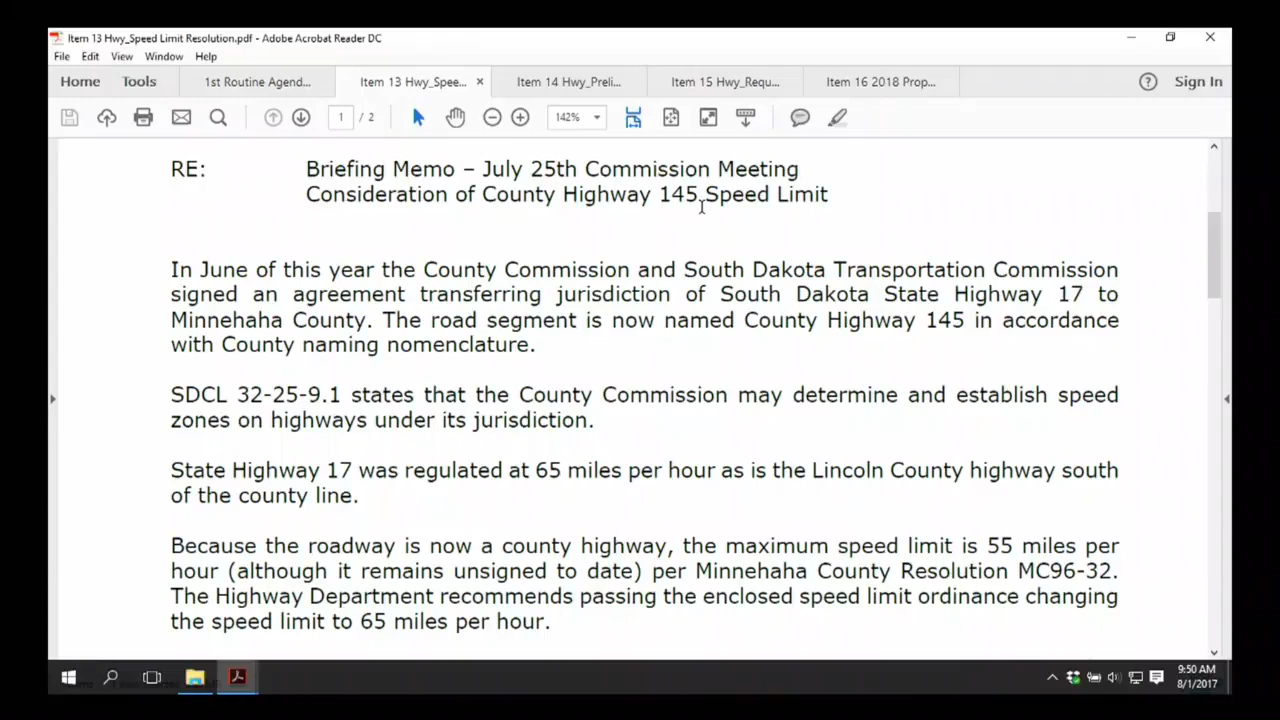 Item 13 Hwy_Speed Limit Resolution.pdf - Adobe Acrobat Reader DC
File Edit View Window Help
Home Tools 1st Routine Agend... Item 13 Hwy_Spee... × Item 14 Hwy_Preli... Item 15 Hwy_Requ... Item 16 2018 Prop... Sign In
1 / 2 142%
RE: Briefing Memo – July 25th Commission Meeting
Consideration of County Highway 145 Speed Limit
In June of this year the County Commission and South Dakota Transportation Commission
signed an agreement transferring jurisdiction of South Dakota State Highway 17 to
Minnehaha County. The road segment is now named County Highway 145 in accordance
with County naming nomenclature.
SDCL 32-25-9.1 states that the County Commission may determine and establish speed
zones on highways under its jurisdiction.
State Highway 17 was regulated at 65 miles per hour as is the Lincoln County highway south
of the county line.
Because the roadway is now a county highway, the maximum speed limit is 55 miles per
hour (although it remains unsigned to date) per Minnehaha County Resolution MC96-32.
The Highway Department recommends passing the enclosed speed limit ordinance changing
the speed limit to 65 miles per hour.
9:50 AM
8/1/2017